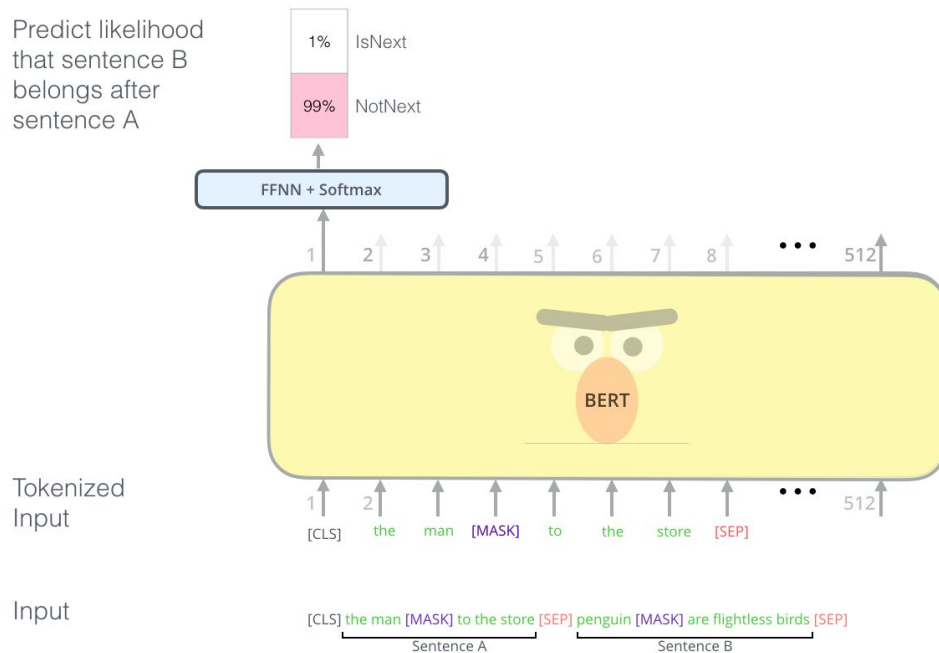 Predict likelihood
that sentence B
belongs after
sentence A
1% IsNext
99% NotNext
FFNN + Softmax
1 2 3 4 5 6 7 8 ... 512
BERT
Tokenized
Input
1 2 ... 512
[CLS] the man [MASK] to the store [SEP]
Input
[CLS] the man [MASK] to the store [SEP] penguin [MASK] are flightless birds [SEP]
Sentence A Sentence B